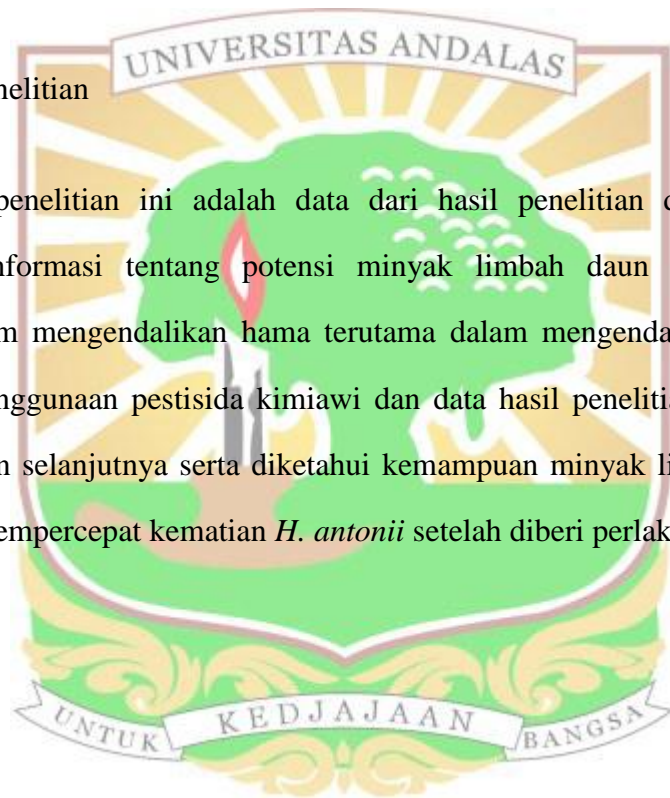 UNIVERSITAS ANDALAS
nelitian
penelitian ini adalah data dari hasil penelitian
nformasi tentang potensi minyak limbah daun
m mengendalikan hama terutama dalam mengenda
nggunaan pestisida kimiawi dan data hasil peneliti
n selanjutnya serta diketahui kemampuan minyak li
empercepat kematian H. antonii setelah diberi perlak
UNTUK KEDJAJAAN BANGSA